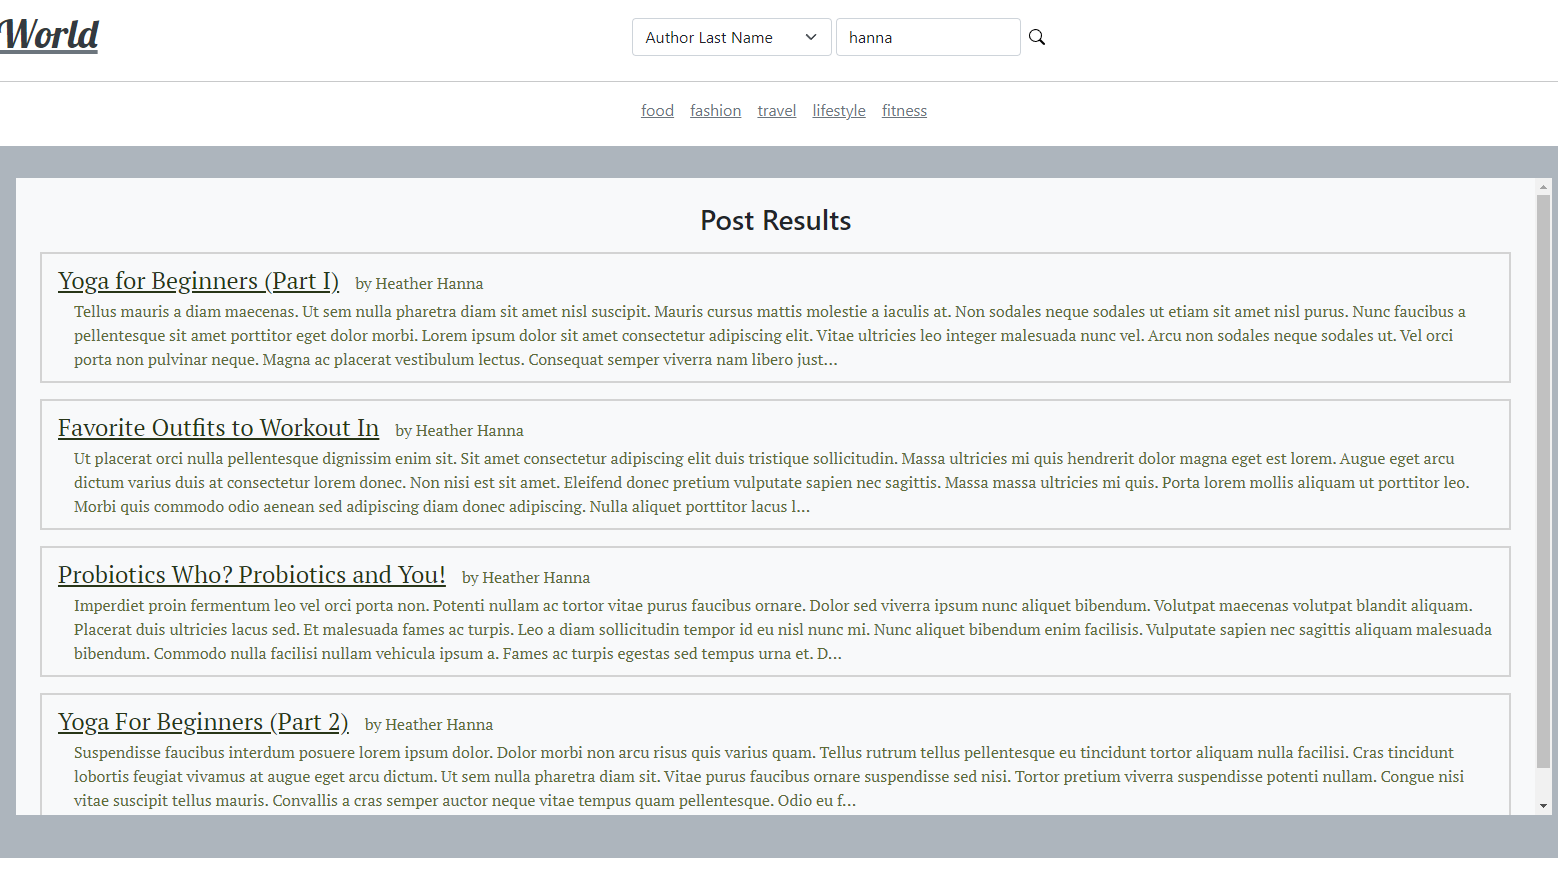 World
Author Last Name
hanna
food fashion travel lifestyle fitness
Post Results
Yoga for Beginners (Part I) by Heather Hanna
Tellus mauris a diam maecenas. Ut sem nulla pharetra diam sit amet nisl suscipit. Mauris cursus mattis molestie a iaculis at. Non sodales neque sodales ut etiam sit amet nisl purus. Nunc faucibus a
pellentesque sit amet porttitor eget dolor morbi. Lorem ipsum dolor sit amet consectetur adipiscing elit. Vitae ultricies leo integer malesuada nunc vel. Arcu non sodales neque sodales ut. Vel orci
porta non pulvinar neque. Magna ac placerat vestibulum lectus. Consequat semper viverra nam libero just...
Favorite Outfits to Workout In by Heather Hanna
Ut placerat orci nulla pellentesque dignissim enim sit. Sit amet consectetur adipiscing elit duis tristique sollicitudin. Massa ultricies mi quis hendrerit dolor magna eget est lorem. Augue eget arcu
dictum varius duis at consectetur lorem donec. Non nisi est sit amet. Eleifend donec pretium vulputate sapien nec sagittis. Massa massa ultricies mi quis. Porta lorem mollis aliquam ut porttitor leo.
Morbi quis commodo odio aenean sed adipiscing diam donec adipiscing. Nulla aliquet porttitor lacus l...
Probiotics Who? Probiotics and You! by Heather Hanna
Imperdiet proin fermentum leo vel orci porta non. Potenti nullam ac tortor vitae purus faucibus ornare. Dolor sed viverra ipsum nunc aliquet bibendum. Volutpat maecenas volutpat blandit aliquam.
Placerat duis ultricies lacus sed. Et malesuada fames ac turpis. Leo a diam sollicitudin tempor id eu nisl nunc mi. Nunc aliquet bibendum enim facilisis. Vulputate sapien nec sagittis aliquam malesuada
bibendum. Commodo nulla facilisi nullam vehicula ipsum a. Fames ac turpis egestas sed tempus urna et. D...
Yoga For Beginners (Part 2) by Heather Hanna
Suspendisse faucibus interdum posuere lorem ipsum dolor. Dolor morbi non arcu risus quis varius quam. Tellus rutrum tellus pellentesque eu tincidunt tortor aliquam nulla facilisi. Cras tincidunt
lobortis feugiat vivamus at augue eget arcu dictum. Ut sem nulla pharetra diam sit. Vitae purus faucibus ornare suspendisse sed nisi. Tortor pretium viverra suspendisse potenti nullam. Congue nisi
vitae suscipit tellus mauris. Convallis a cras semper auctor neque vitae tempus quam pellentesque. Odio eu f...